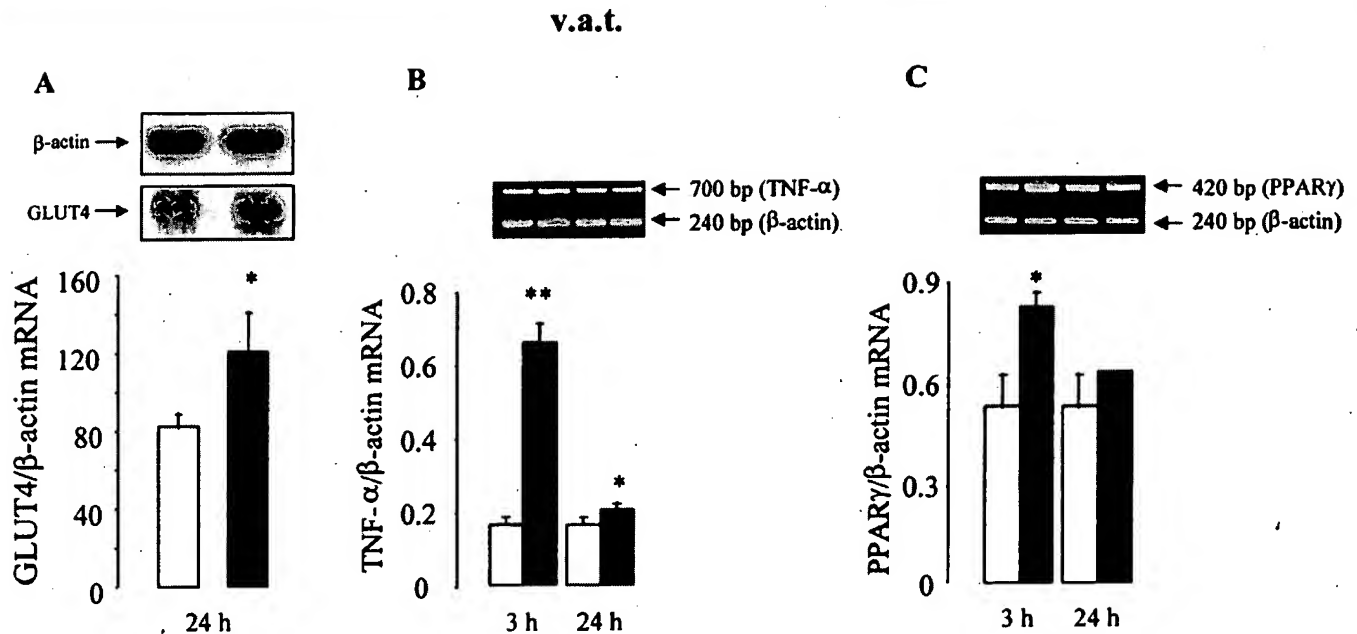 v.a.t.
A
β-actin
GLUT4
GLUT4/β-actin mRNA
160
120
80
40
0
*
24 h
B
700 bp (TNF-α)
240 bp (β-actin)
TNF-α/β-actin mRNA
0.8
0.6
0.4
0.2
0
**
*
3 h
24 h
C
420 bp (PPARγ)
240 bp (β-actin)
PPARγ/β-actin mRNA
0.9
0.6
0.3
0
*
3 h
24 h